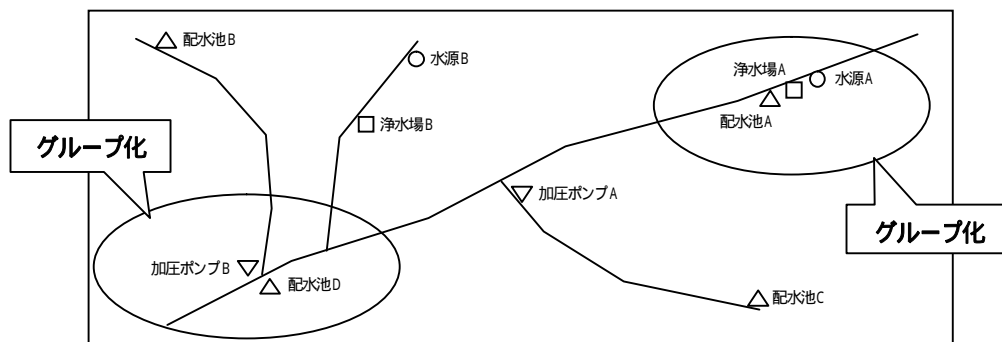 配水池B
水源B
浄水場A
水源A
配水池A
浄水場B
グループ化
加圧ポンプA
グループ化
加圧ポンプB
配水池D
配水池C